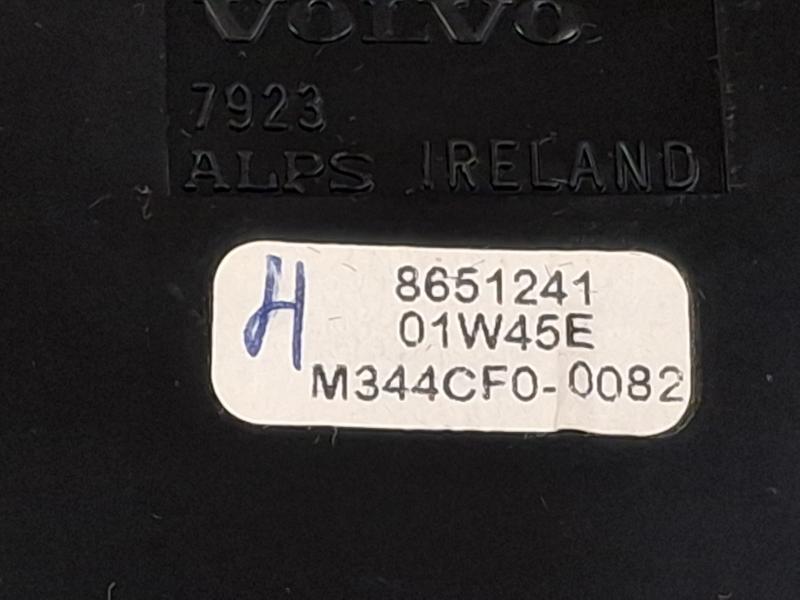 VOLVO
7923
ALPS IRELAND
H
8651241
01W45E
M344CF0-0082